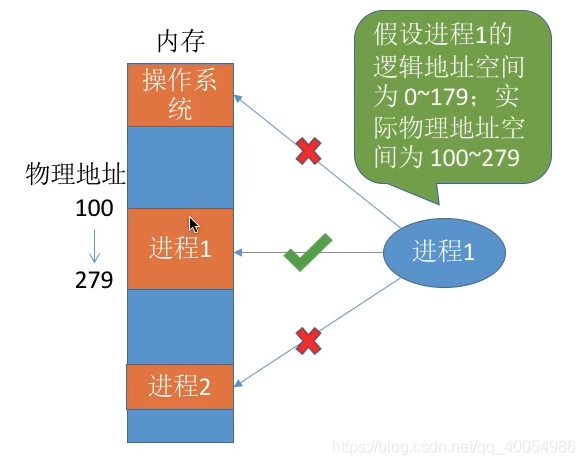 内存
操作系
统
物理地址
100
279
进程1
进程2
假设进程1的
逻辑地址空间
为 0~179；实
际物理地址空
间为 100~279
进程1
https://blog.csdn.net/qq_40054986